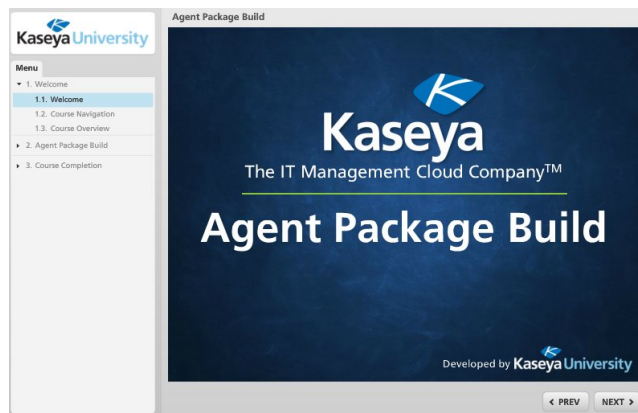 Kaseya University
Menu
1. Welcome
1.1. Welcome
1.2. Course Navigation
1.3. Course Overview
2. Agent Package Build
3. Course Completion
Agent Package Build
Kaseya
The IT Management Cloud Company™
Agent Package Build
Developed by Kaseya University
< PREV NEXT >